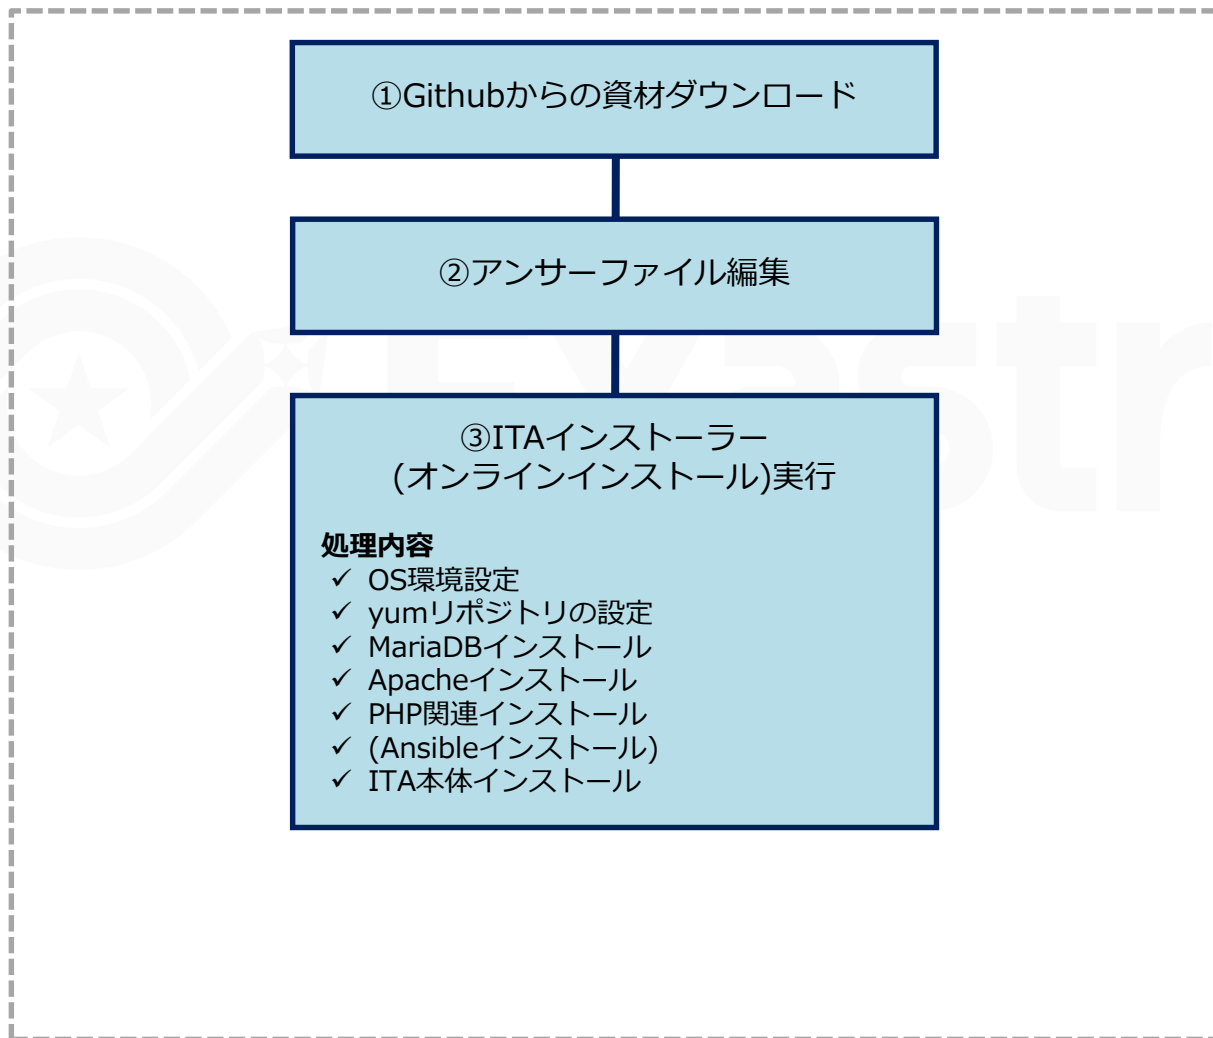 ①Githubからの資材ダウンロード
②アンサーファイル編集
③ITAインストーラー
(オンラインインストール)実行
処理内容
✓ OS環境設定
✓ yumリポジトリの設定
✓ MariaDBインストール
✓ Apacheインストール
✓ PHP関連インストール
✓ (Ansibleインストール)
✓ ITA本体インストール
Exastr